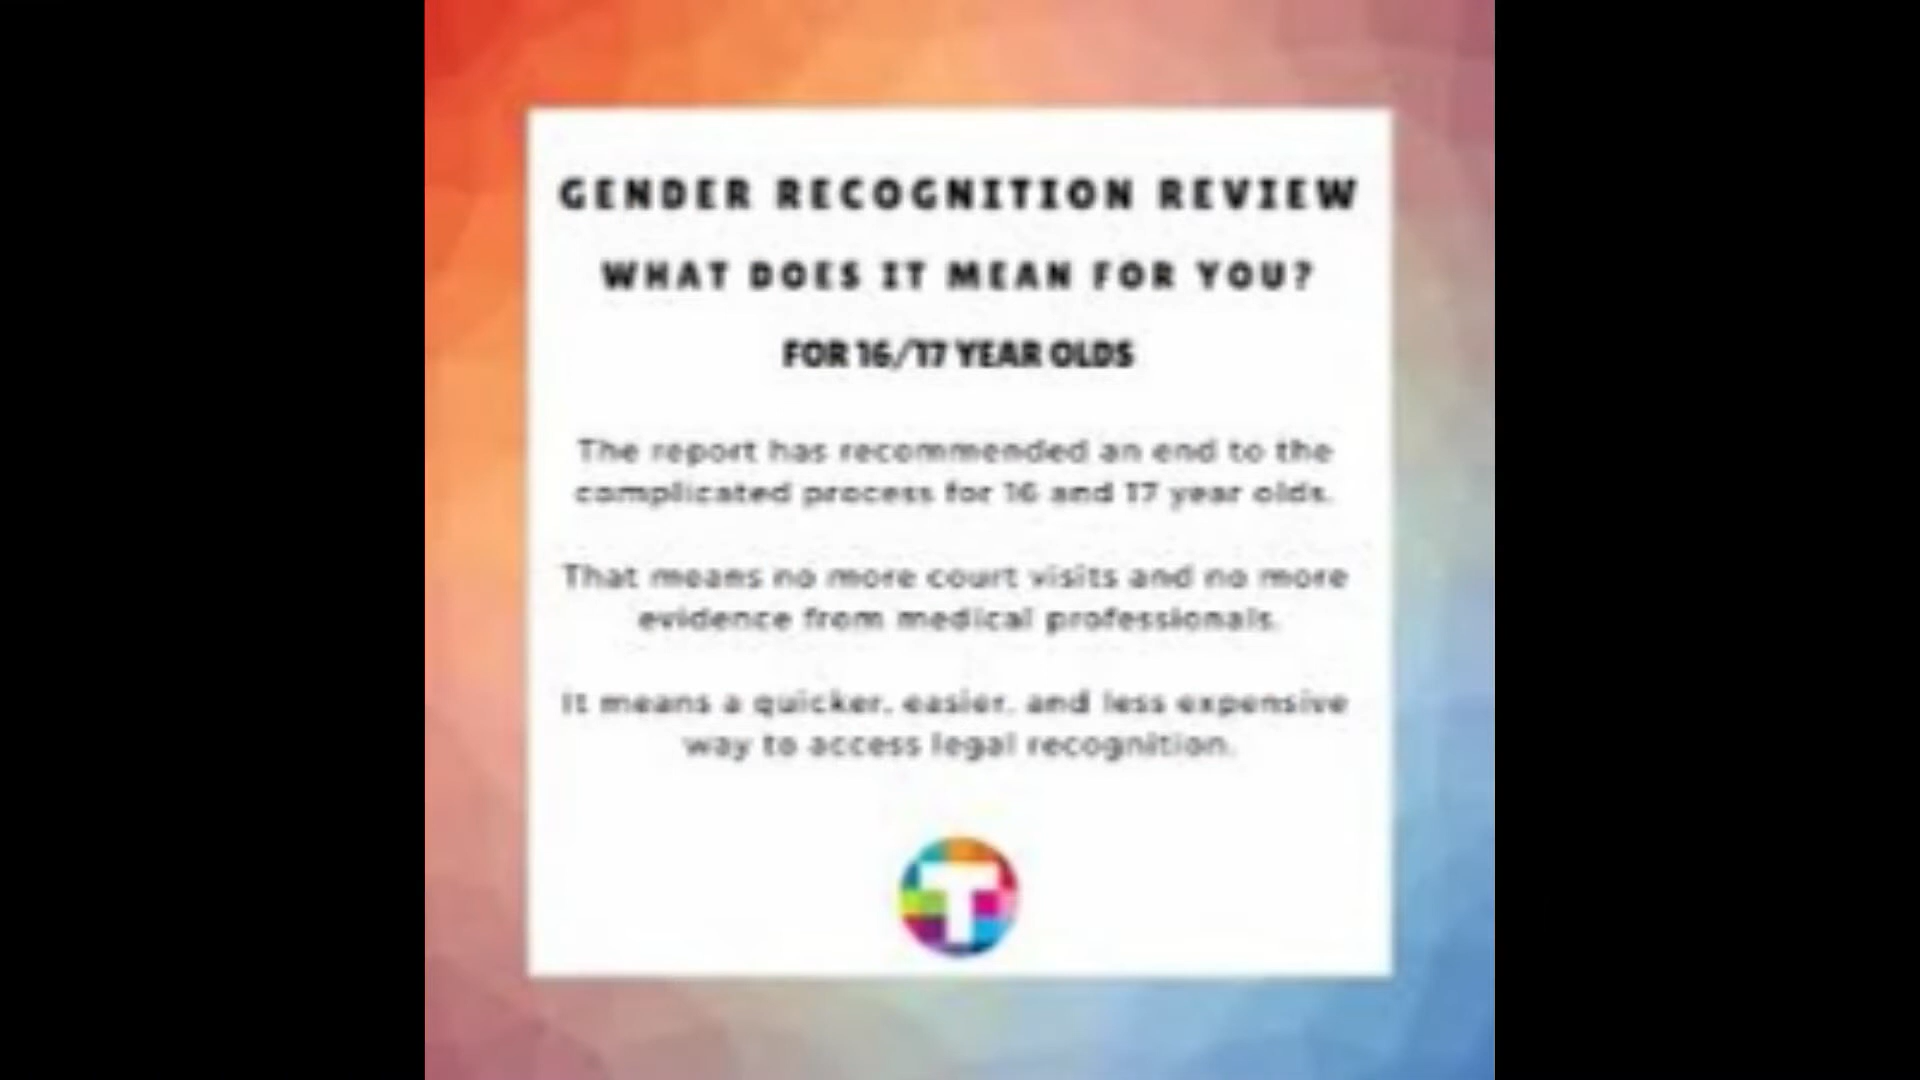 GENDER RECOGNITION REVIEW
WHAT DOES IT MEAN FOR YOU?
FOR 16/17 YEAR OLDS
The report has recommended an end to the
complicated process for 16 and 17 year olds.
That means no more court visits and no more
evidence from medical professionals.
It means a quicker, easier, and less expensive
way to access legal recognition.
T